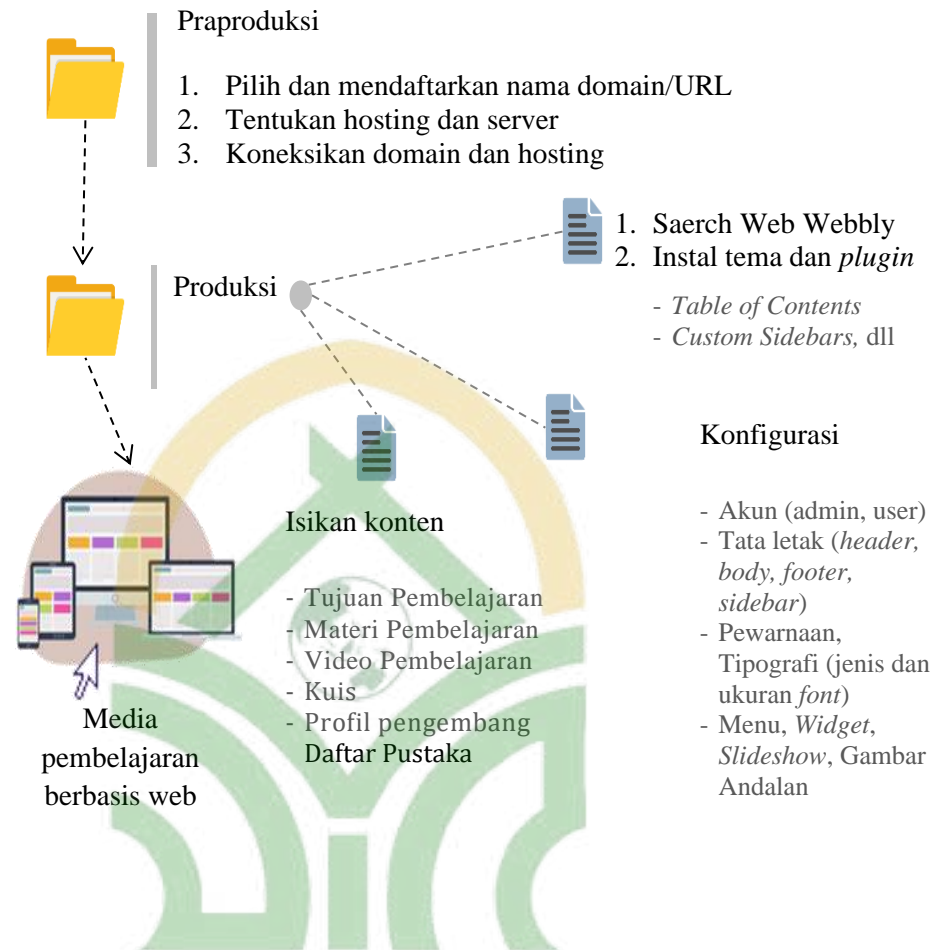 Praproduksi
1. Pilih dan mendaftarkan nama domain/URL
2. Tentukan hosting dan server
3. Koneksikan domain dan hosting
Produksi
1. Saerch Web Webbly
2. Instal tema dan plugin
- Table of Contents
- Custom Sidebars, dll
Isikan konten
- Tujuan Pembelajaran
- Materi Pembelajaran
- Video Pembelajaran
- Kuis
- Profil pengembang
Daftar Pustaka
Konfigurasi
- Akun (admin, user)
- Tata letak (header,
body, footer,
sidebar)
- Pewarnaan,
Tipografi (jenis dan
ukuran font)
- Menu, Widget,
Slideshow, Gambar
Andalan
Media
pembelajaran
berbasis web